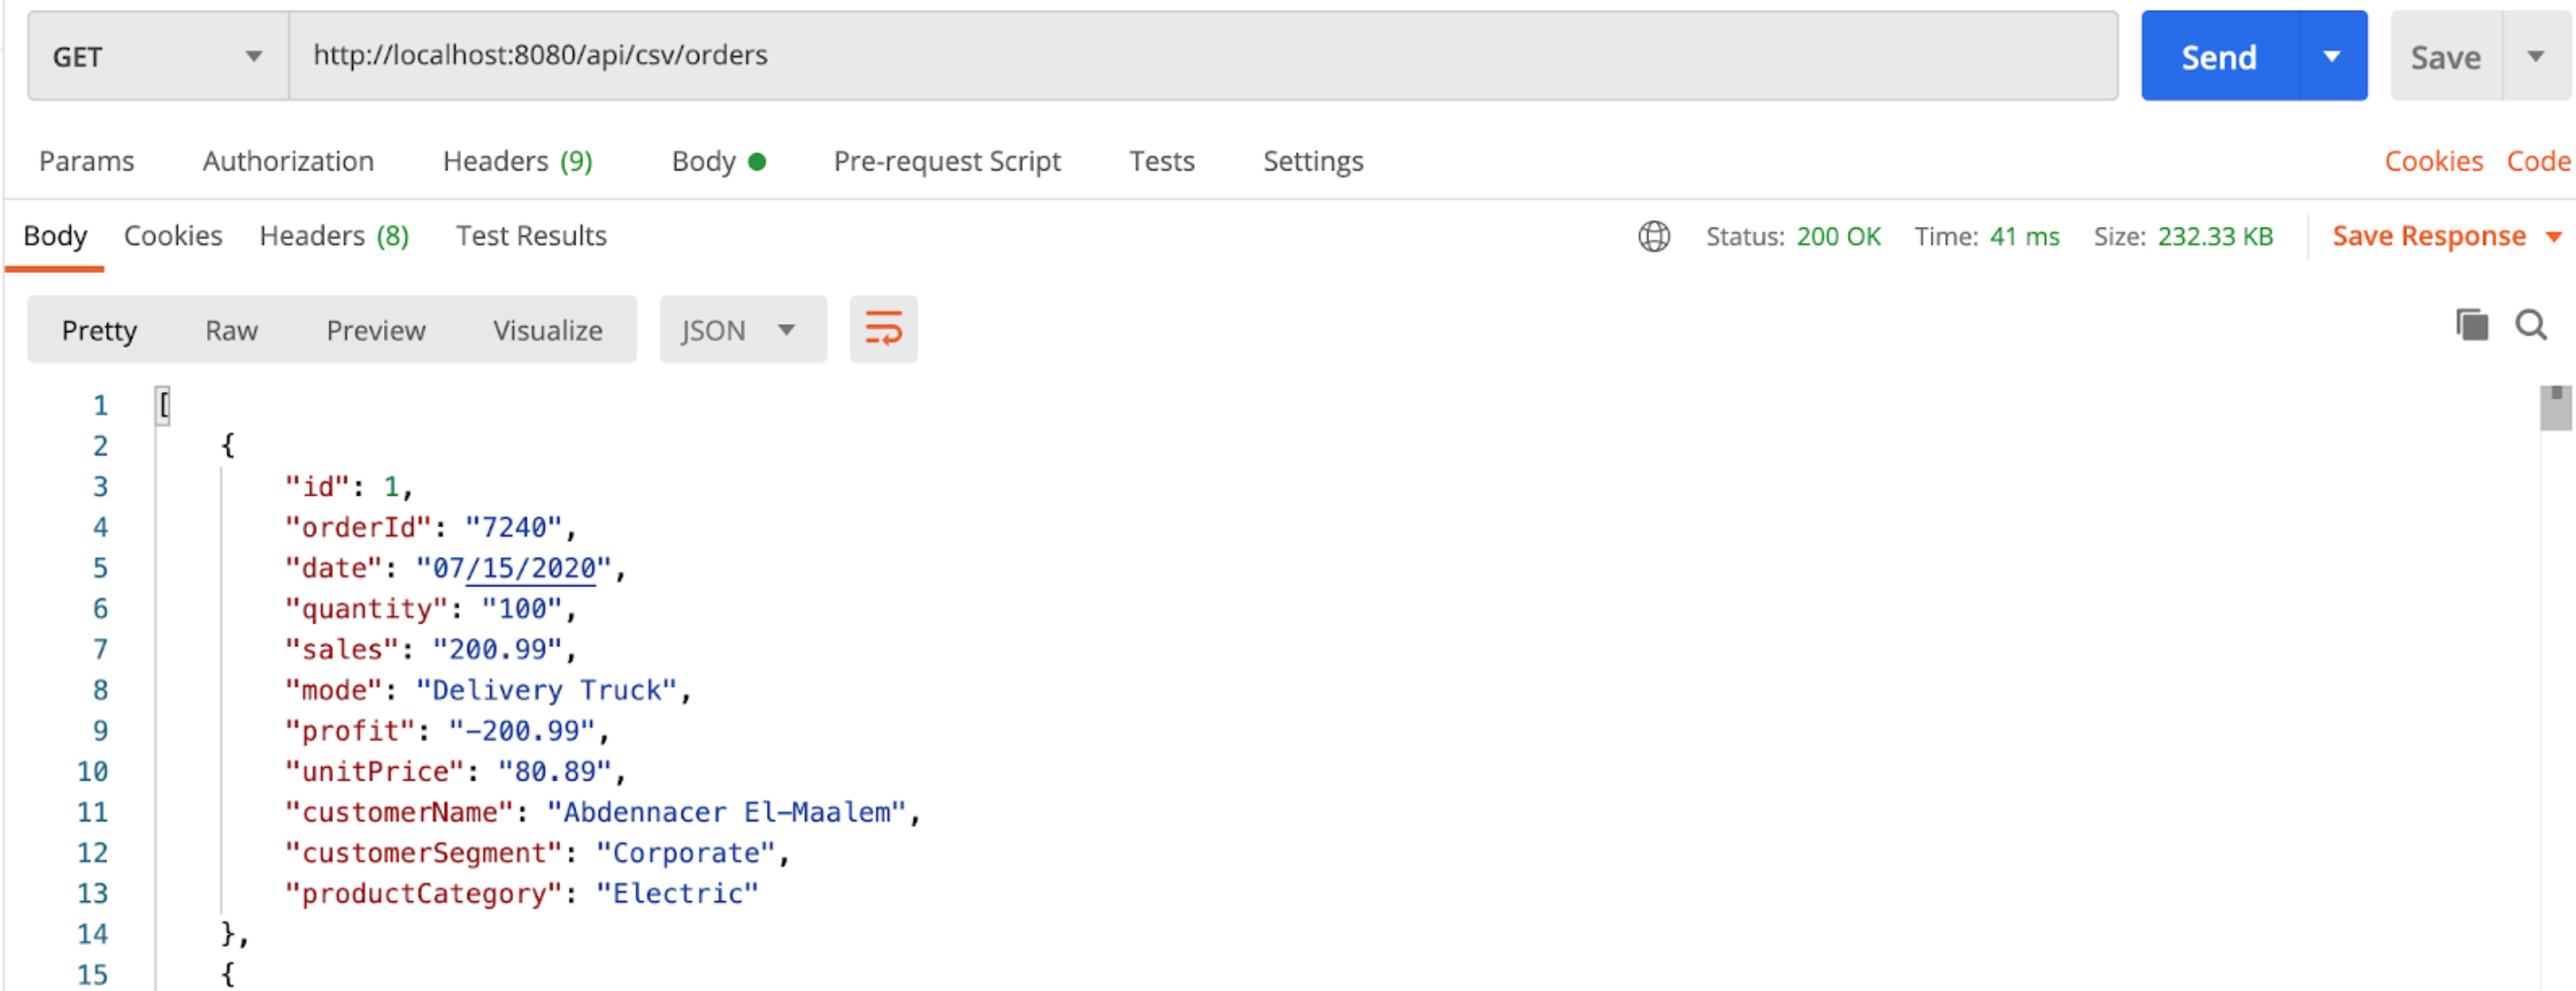 GET http://localhost:8080/api/csv/orders Send Save
Params Authorization Headers (9) Body Pre-request Script Tests Settings Cookies Code
Body Cookies Headers (8) Test Results Status: 200 OK Time: 41 ms Size: 232.33 KB Save Response
Pretty Raw Preview Visualize JSON
1 [
2 {
3 "id": 1,
4 "orderId": "7240",
5 "date": "07/15/2020",
6 "quantity": "100",
7 "sales": "200.99",
8 "mode": "Delivery Truck",
9 "profit": "-200.99",
10 "unitPrice": "80.89",
11 "customerName": "Abdennacer El-Maalem",
12 "customerSegment": "Corporate",
13 "productCategory": "Electric"
14 },
15 {